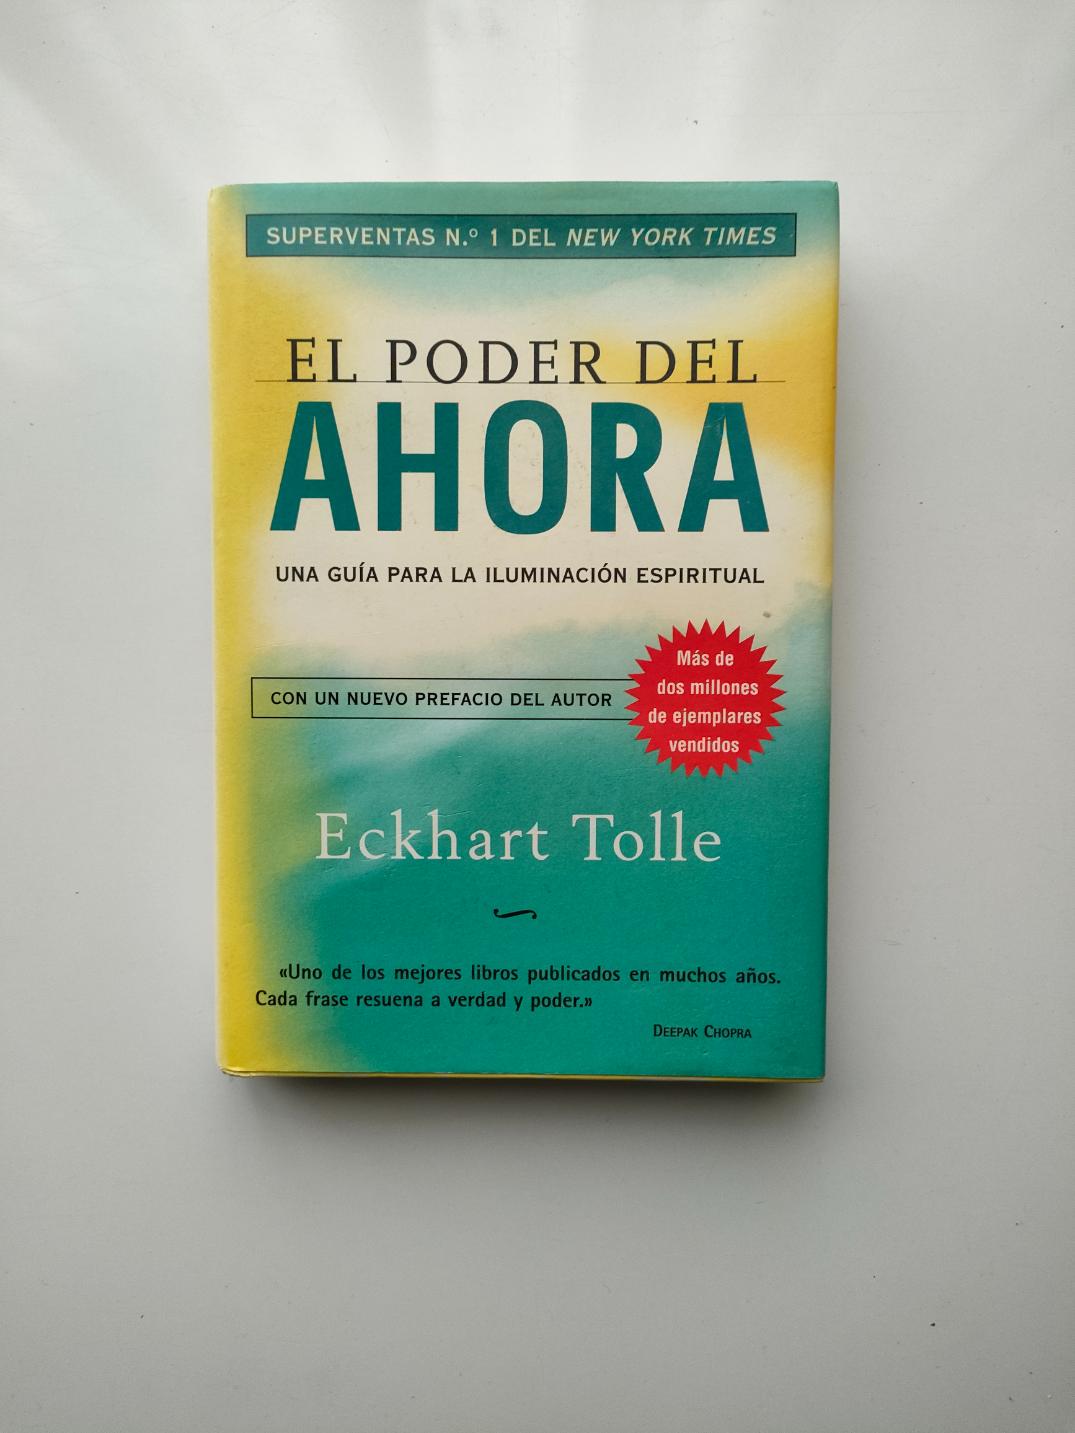 SUPERVENTAS N.º 1 DEL NEW YORK TIMES
EL PODER DEL
AHORA
UNA GUÍA PARA LA ILUMINACIÓN ESPIRITUAL
CON UN NUEVO PREFACIO DEL AUTOR
Más de
dos millones
de ejemplares
vendidos
Eckhart Tolle
«Uno de los mejores libros publicados en muchos años.
Cada frase resuena a verdad y poder.»
DEEPAK CHOPRA